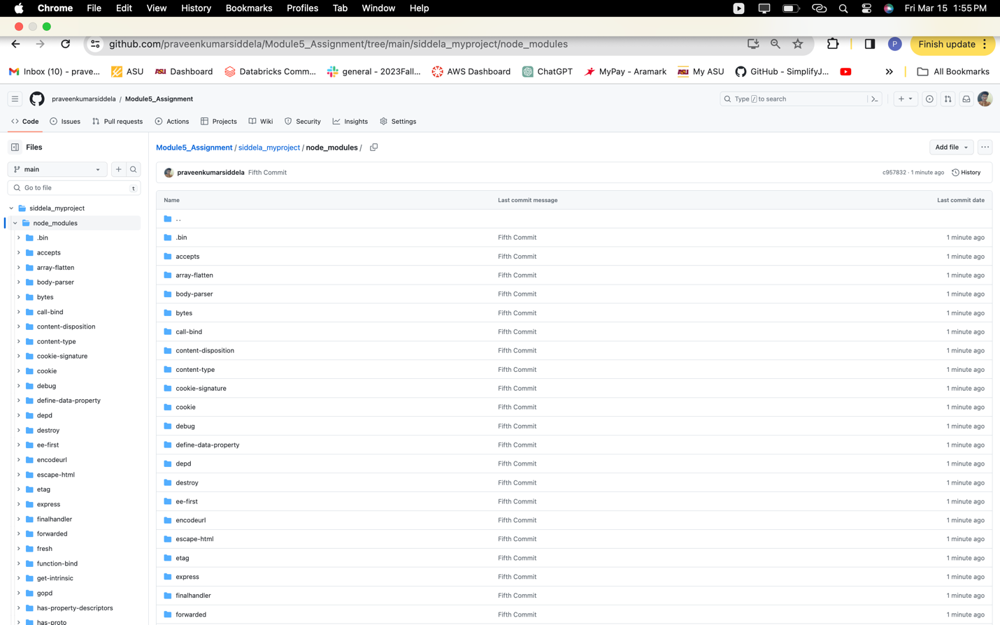 Chrome File Edit View History Bookmarks Profiles Tab Window Help Fri Mar 15 1:55 PM
github.com/praveenkumarsiddela/Module5_Assignment/tree/main/siddela_myproject/node_modules P Finish update
Inbox (10) - prave... ASU ASU Dashboard Databricks Comm... general - 2023Fall... AWS Dashboard ChatGPT MyPay - Aramark ASU My ASU GitHub - SimplifyJ... All Bookmarks
praveenkumarsiddela / Module5_Assignment Type / to search
Code Issues Pull requests Actions Projects Wiki Security Insights Settings
Files
main
Go to file t
siddela_myproject
node_modules
.bin
accepts
array-flatten
body-parser
bytes
call-bind
content-disposition
content-type
cookie-signature
cookie
debug
define-data-property
depd
destroy
ee-first
encodeurl
escape-html
etag
express
finalhandler
forwarded
fresh
function-bind
get-intrinsic
gopd
has-property-descriptors
has-proto
Module5_Assignment / siddela_myproject / node_modules / Add file
praveenkumarsiddela Fifth Commit c957832 · 1 minute ago History
Name Last commit message Last commit date
..
.bin Fifth Commit 1 minute ago
accepts Fifth Commit 1 minute ago
array-flatten Fifth Commit 1 minute ago
body-parser Fifth Commit 1 minute ago
bytes Fifth Commit 1 minute ago
call-bind Fifth Commit 1 minute ago
content-disposition Fifth Commit 1 minute ago
content-type Fifth Commit 1 minute ago
cookie-signature Fifth Commit 1 minute ago
cookie Fifth Commit 1 minute ago
debug Fifth Commit 1 minute ago
define-data-property Fifth Commit 1 minute ago
depd Fifth Commit 1 minute ago
destroy Fifth Commit 1 minute ago
ee-first Fifth Commit 1 minute ago
encodeurl Fifth Commit 1 minute ago
escape-html Fifth Commit 1 minute ago
etag Fifth Commit 1 minute ago
express Fifth Commit 1 minute ago
finalhandler Fifth Commit 1 minute ago
forwarded Fifth Commit 1 minute ago